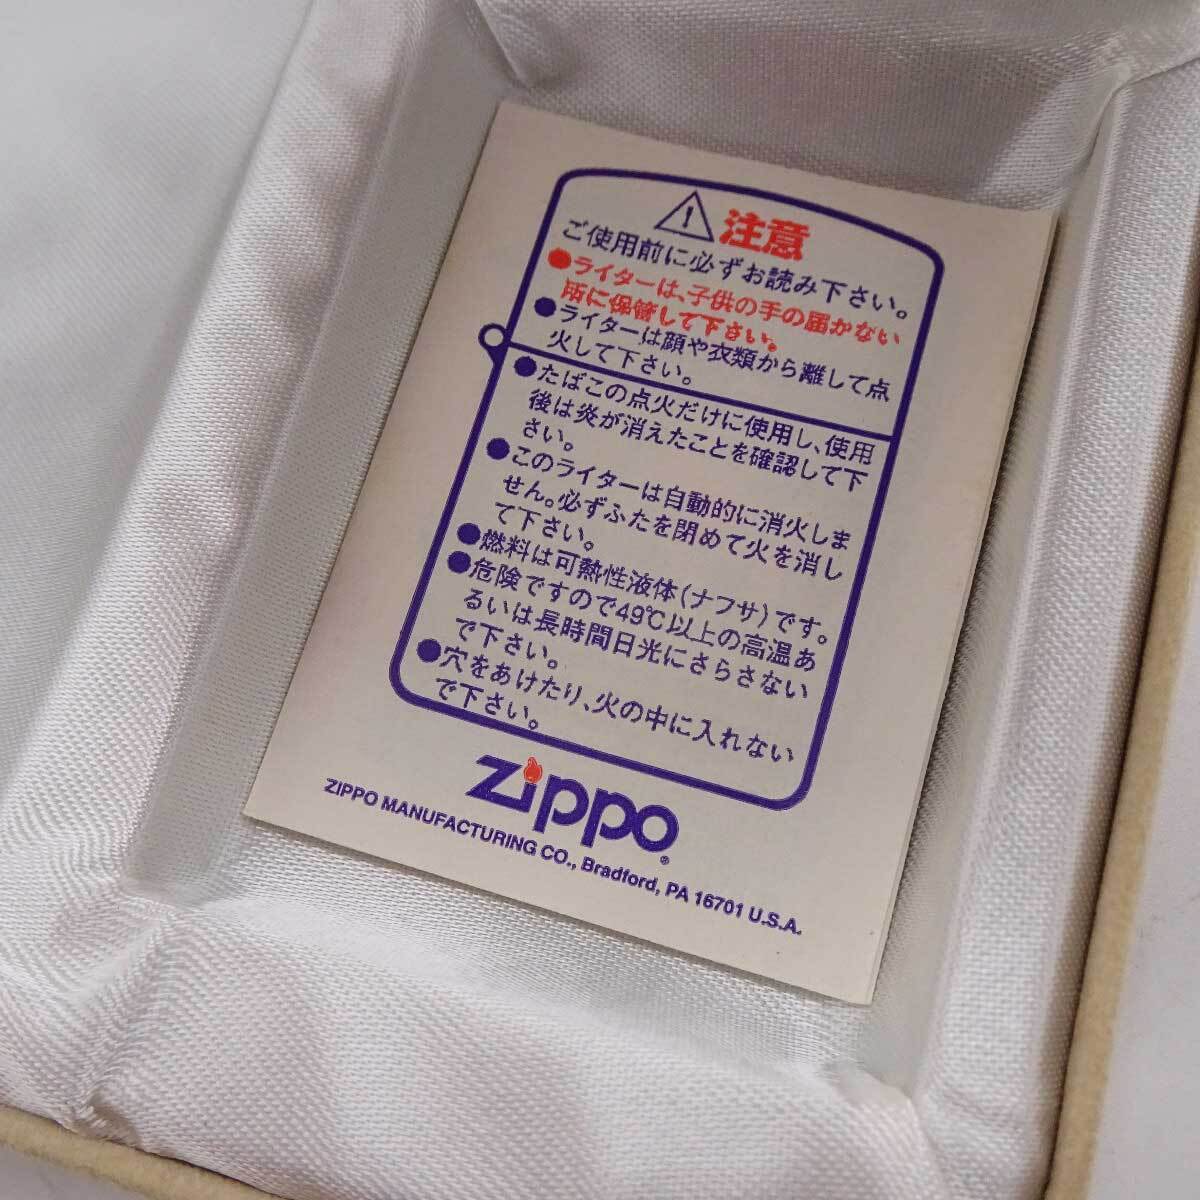 注意
ご使用前に必ずお読み下さい。
●ライターは、子供の手の届かない
所に保管して下さい。
●ライターは顔や衣類から離して点
火して下さい。
●たばこの点火だけに使用し、使用
後は炎が消えたことを確認して下
さい。
●このライターは自動的に消火しま
せん。必ずふたを閉めて火を消し
て下さい。
●燃料は可熱性液体(ナフサ)です。
●危険ですので49℃以上の高温あ
るいは長時間日光にさらさない
で下さい。
●穴をあけたり、火の中に入れない
で下さい。
Zippo®
ZIPPO MANUFACTURING CO., Bradford, PA 16701 U.S.A.